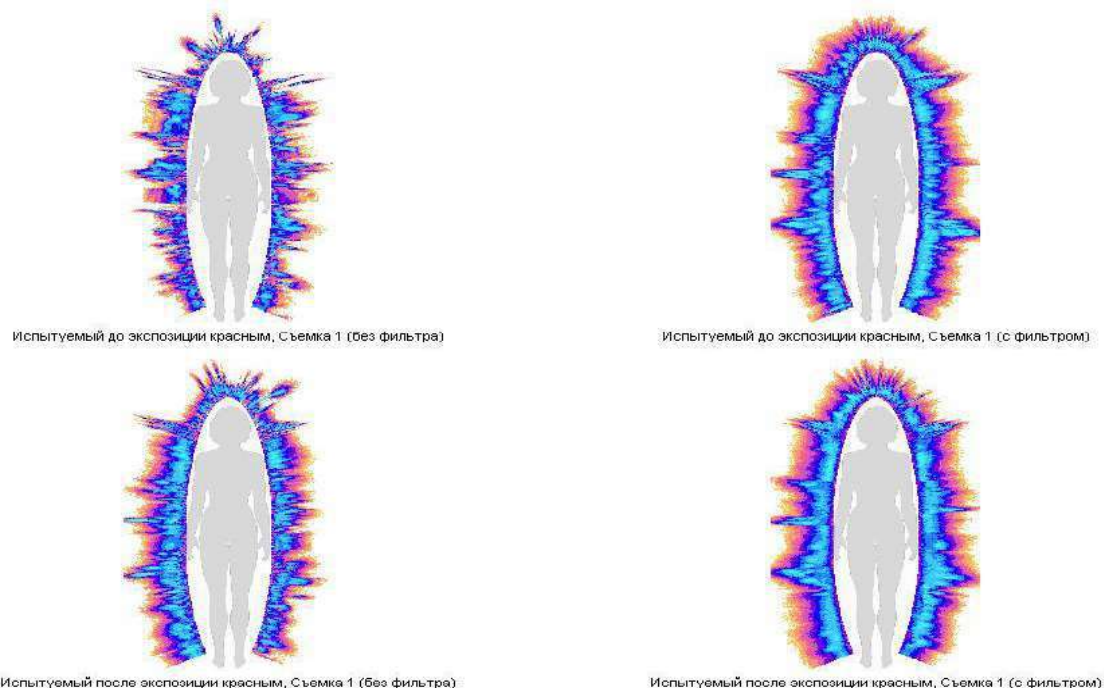 Испытуемый до экспозиции красным, Съемка 1 (без фильтра)
Испытуемый до экспозиции красным, Съемка 1 (с фильтром)
Испытуемый после экспозиции красным, Съемка 1 (без фильтра)
Испытуемый после экспозиции красным, Съемка 1 (с фильтром)